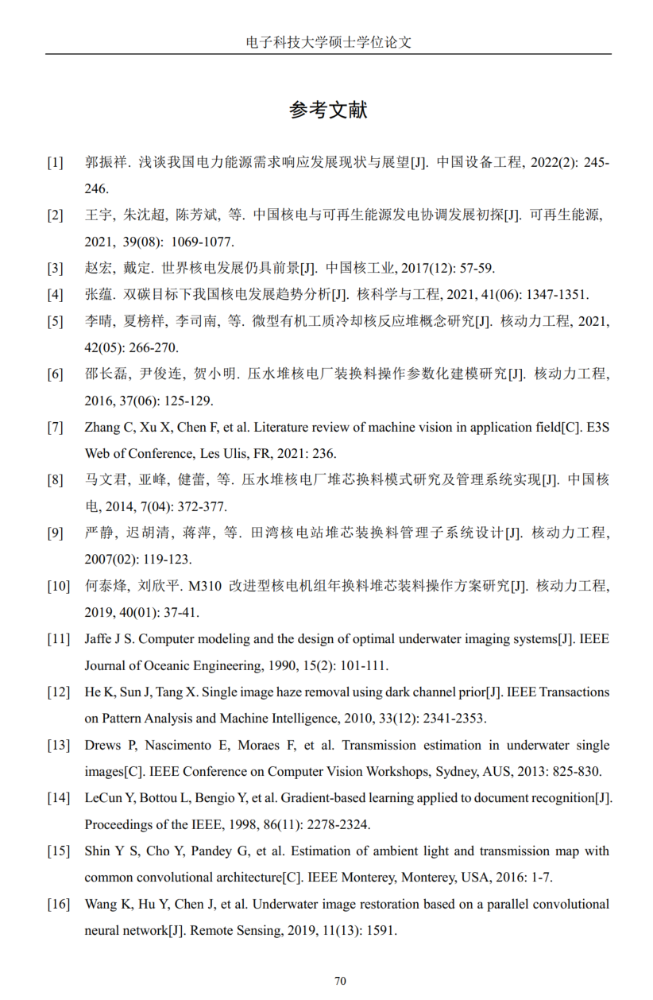 电子科技大学硕士学位论文
参考文献
[1] 郭振祥. 浅谈我国电力能源需求响应发展现状与展望[J]. 中国设备工程, 2022(2): 245-
246.
[2] 王宇, 朱沈超, 陈芳斌, 等. 中国核电与可再生能源发电协调发展初探[J]. 可再生能源,
2021, 39(08): 1069-1077.
[3] 赵宏, 戴定. 世界核电发展仍具前景[J]. 中国核工业, 2017(12): 57-59.
[4] 张蕴. 双碳目标下我国核电发展趋势分析[J]. 核科学与工程, 2021, 41(06): 1347-1351.
[5] 李晴, 夏榜样, 李司南, 等. 微型有机工质冷却核反应堆概念研究[J]. 核动力工程, 2021,
42(05): 266-270.
[6] 邵长磊, 尹俊连, 贺小明. 压水堆核电厂装换料操作参数化建模研究[J]. 核动力工程,
2016, 37(06): 125-129.
[7] Zhang C, Xu X, Chen F, et al. Literature review of machine vision in application field[C]. E3S
Web of Conference, Les Ulis, FR, 2021: 236.
[8] 马文君, 亚峰, 健蕾, 等. 压水堆核电厂堆芯换料模式研究及管理系统实现[J]. 中国核
电, 2014, 7(04): 372-377.
[9] 严静, 迟胡清, 蒋萍, 等. 田湾核电站堆芯装换料管理子系统设计[J]. 核动力工程,
2007(02): 119-123.
[10] 何泰烽, 刘欣平. M310 改进型核电机组年换料堆芯装料操作方案研究[J]. 核动力工程,
2019, 40(01): 37-41.
[11] Jaffe J S. Computer modeling and the design of optimal underwater imaging systems[J]. IEEE
Journal of Oceanic Engineering, 1990, 15(2): 101-111.
[12] He K, Sun J, Tang X. Single image haze removal using dark channel prior[J]. IEEE Transactions
on Pattern Analysis and Machine Intelligence, 2010, 33(12): 2341-2353.
[13] Drews P, Nascimento E, Moraes F, et al. Transmission estimation in underwater single
images[C]. IEEE Conference on Computer Vision Workshops, Sydney, AUS, 2013: 825-830.
[14] LeCun Y, Bottou L, Bengio Y, et al. Gradient-based learning applied to document recognition[J].
Proceedings of the IEEE, 1998, 86(11): 2278-2324.
[15] Shin Y S, Cho Y, Pandey G, et al. Estimation of ambient light and transmission map with
common convolutional architecture[C]. IEEE Monterey, Monterey, USA, 2016: 1-7.
[16] Wang K, Hu Y, Chen J, et al. Underwater image restoration based on a parallel convolutional
neural network[J]. Remote Sensing, 2019, 11(13): 1591.
70